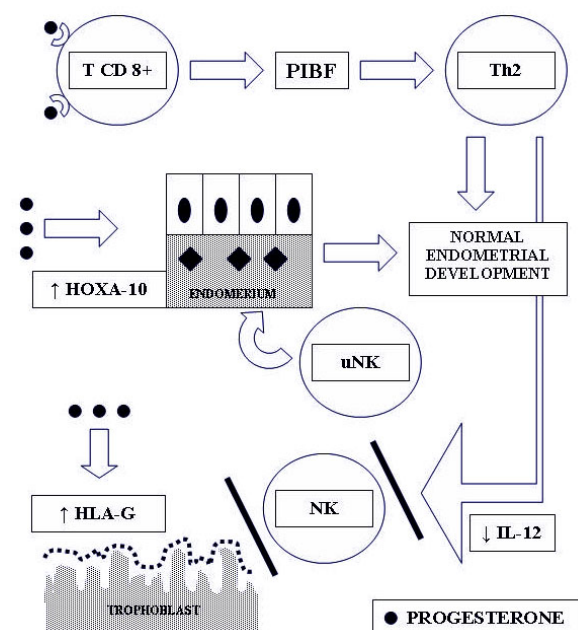 T CD 8+
PIBF
Th2
NORMAL
ENDOMETRIAL
DEVELOPMENT
↑ HOXA-10
ENDOMERIUM
uNK
↑ HLA-G
NK
↓ IL-12
TROPHOBLAST
PROGESTERONE